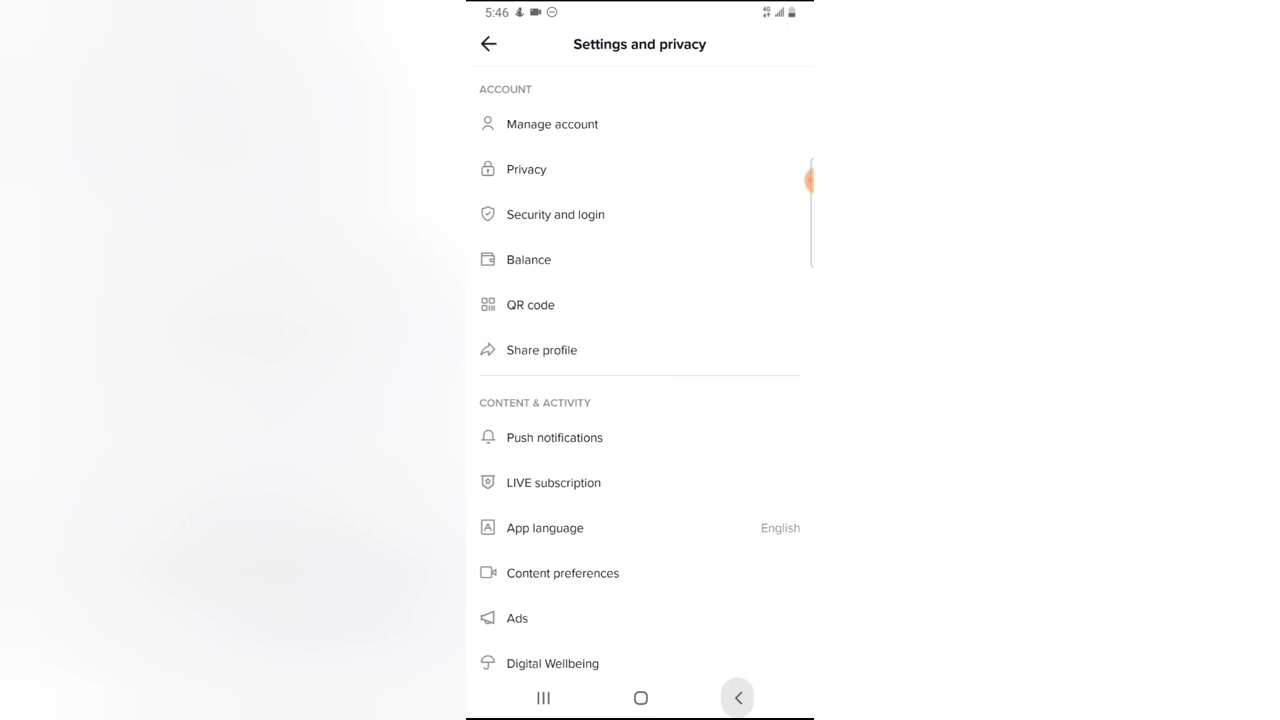 5:46
Settings and privacy
ACCOUNT
Manage account
Privacy
Security and login
Balance
QR code
Share profile
CONTENT & ACTIVITY
Push notifications
LIVE subscription
App language English
Content preferences
Ads
Digital Wellbeing